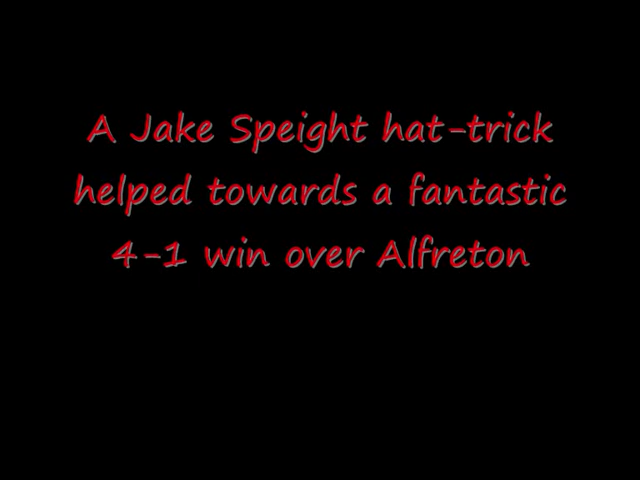 A Jake Speight hat-trick
helped towards a fantastic
4-1 win over Alfreton